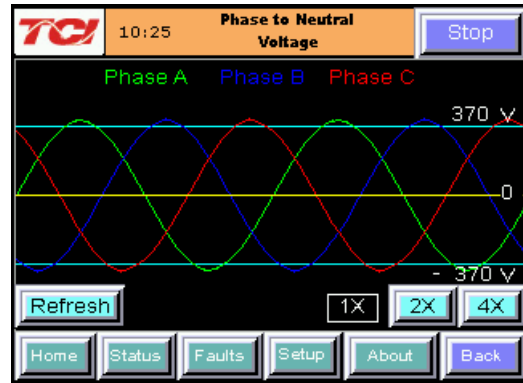 TCI
10:25
Phase to Neutral
Voltage
Stop
Phase A Phase B Phase C
370 V
0
- 370 V
Refresh
1X
2X
4X
Home
Status
Faults
Setup
About
Back